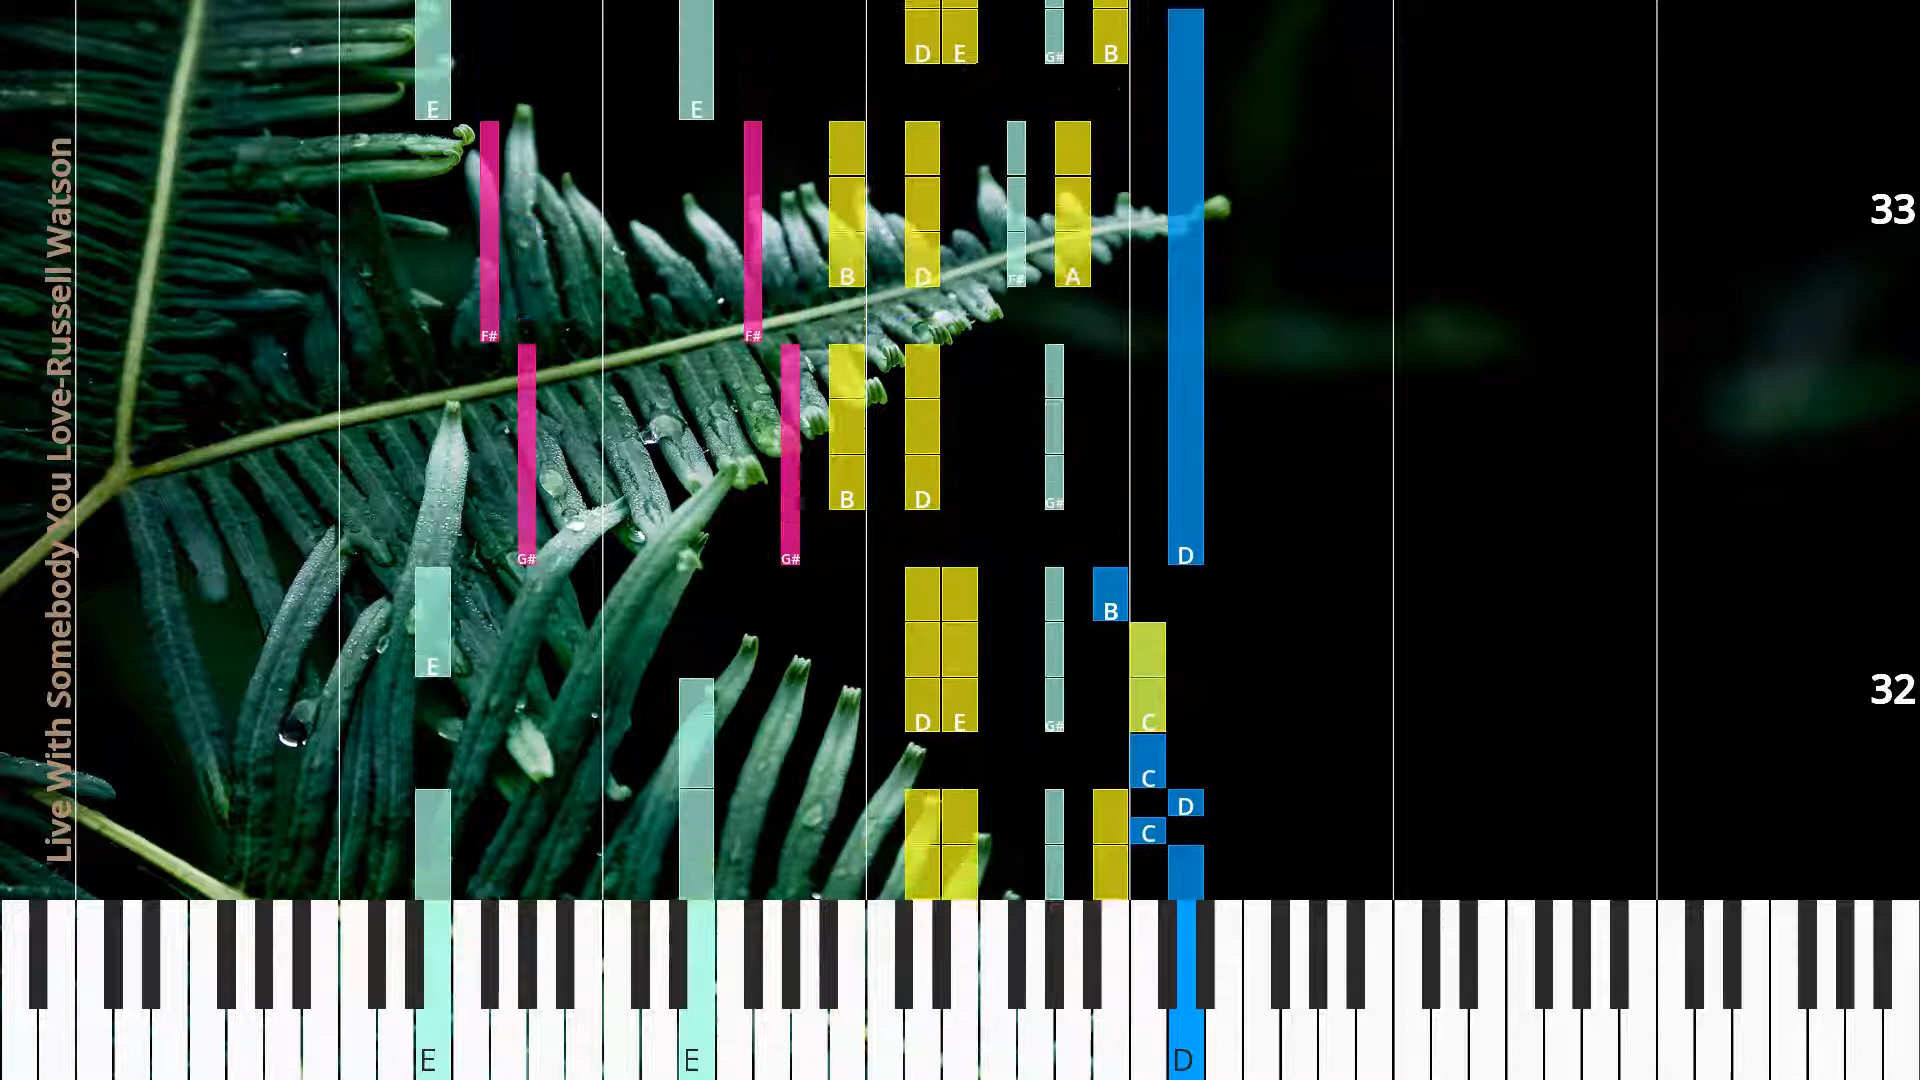 Live With Somebody You Love-Russell Watson
D E G# B
E E
33
B D F# A
F# F#
B D G#
G# G# D
B
E
32
D E G# C
C
D
C
E E D